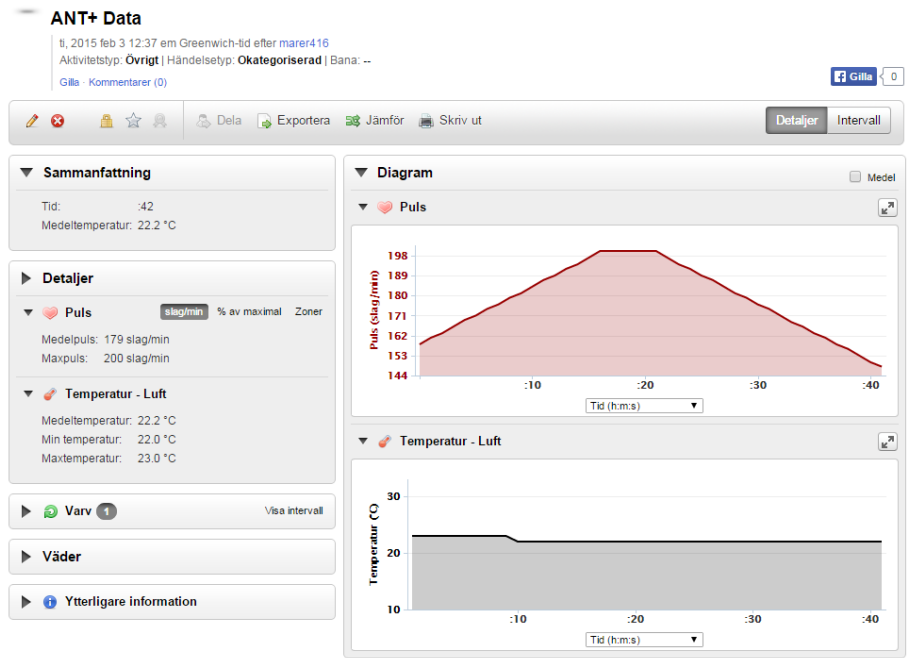 ANT+ Data
ti, 2015 feb 3 12:37 em Greenwich-tid efter marer416
Aktivitetstyp: Övrigt | Händelsetyp: Okategoriserad | Bana: --
Gilla · Kommentarer (0)
Gilla 0
Dela Exportera Jämför Skriv ut
Detaljer Intervall
Sammanfattning
Tid: :42
Medeltemperatur: 22.2 °C
Detaljer
Puls slag/min % av maximal Zoner
Medelpuls: 179 slag/min
Maxpuls: 200 slag/min
Temperatur - Luft
Medeltemperatur: 22.2 °C
Min temperatur: 22.0 °C
Maxtemperatur: 23.0 °C
Varv 1 Visa intervall
Väder
Ytterligare information
Diagram Medel
Puls
Puls (slag/min)
198
189
180
171
162
153
144
:10 :20 :30 :40
Tid (h:m:s)
Temperatur - Luft
Temperatur (°C)
30
20
10
:10 :20 :30 :40
Tid (h:m:s)